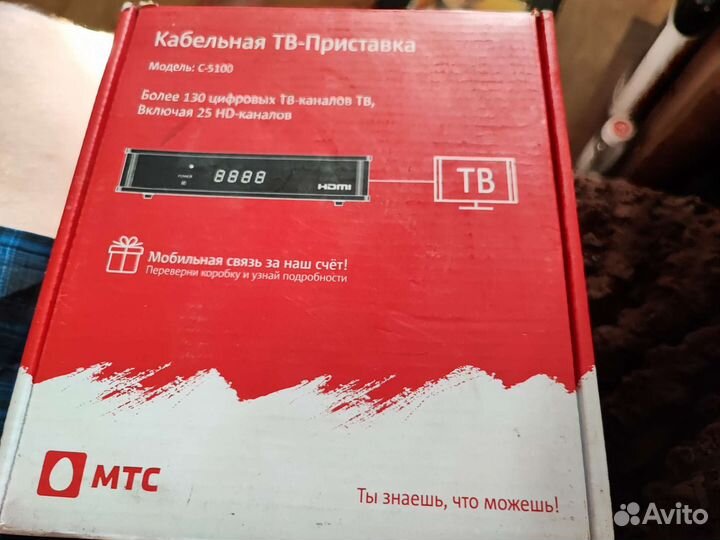 Кабельная ТВ-Приставка
Модель: C-5100
Более 130 цифровых ТВ-каналов ТВ,
Включая 25 HD-каналов
POWER
8888
HDMI
ТВ
Мобильная связь за наш счёт!
Переверни коробку и узнай подробности
МТС
Ты знаешь, что можешь!
Avito